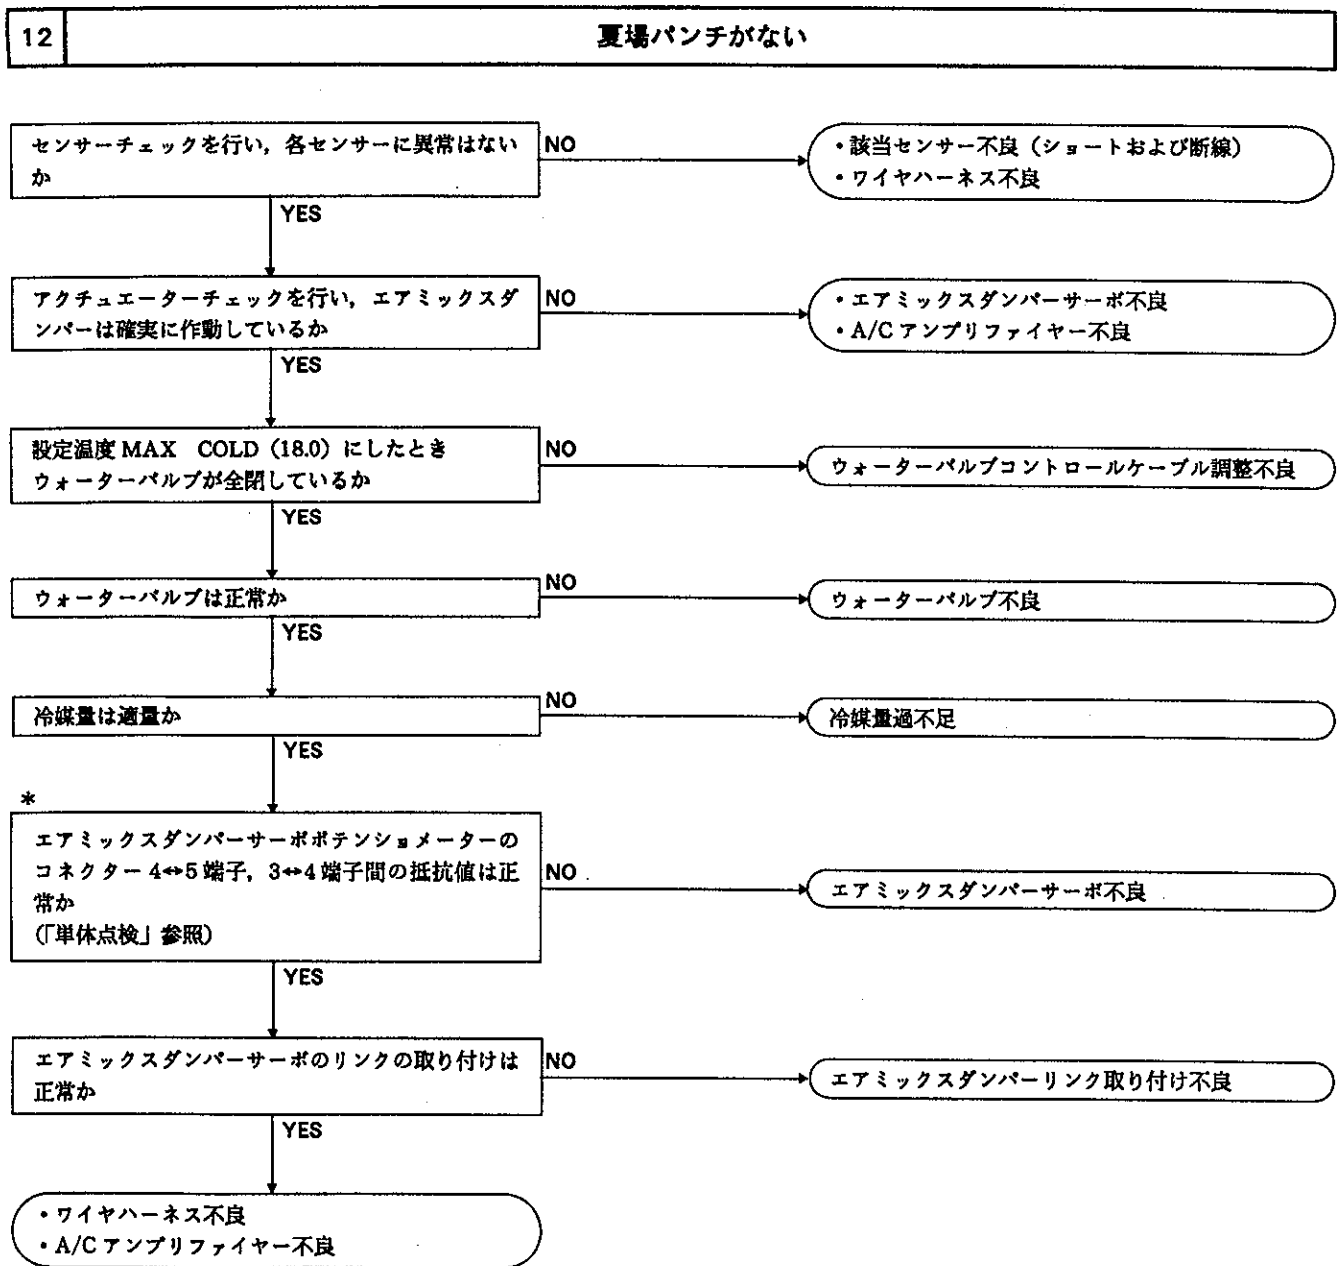 12
夏場パンチがない
センサーチェックを行い，各センサーに異常はない
か
NO
・該当センサー不良（ショートおよび断線）
・ワイヤハーネス不良
YES
アクチュエーターチェックを行い，エアミックスダ
ンパーは確実に作動しているか
NO
・エアミックスダンパーサーボ不良
・A/C アンプリファイヤー不良
YES
設定温度 MAX COLD（18.0）にしたとき
ウォーターバルブが全閉しているか
NO
ウォーターバルブコントロールケーブル調整不良
YES
ウォーターバルブは正常か
NO
ウォーターバルブ不良
YES
冷媒量は適量か
NO
冷媒量過不足
YES
*
エアミックスダンパーサーボポテンショメーターの
コネクター 4↔5 端子，3↔4 端子間の抵抗値は正
常か
（「単体点検」参照）
NO
エアミックスダンパーサーボ不良
YES
エアミックスダンパーサーボのリンクの取り付けは
正常か
NO
エアミックスダンパーリンク取り付け不良
YES
・ワイヤハーネス不良
・A/C アンプリファイヤー不良